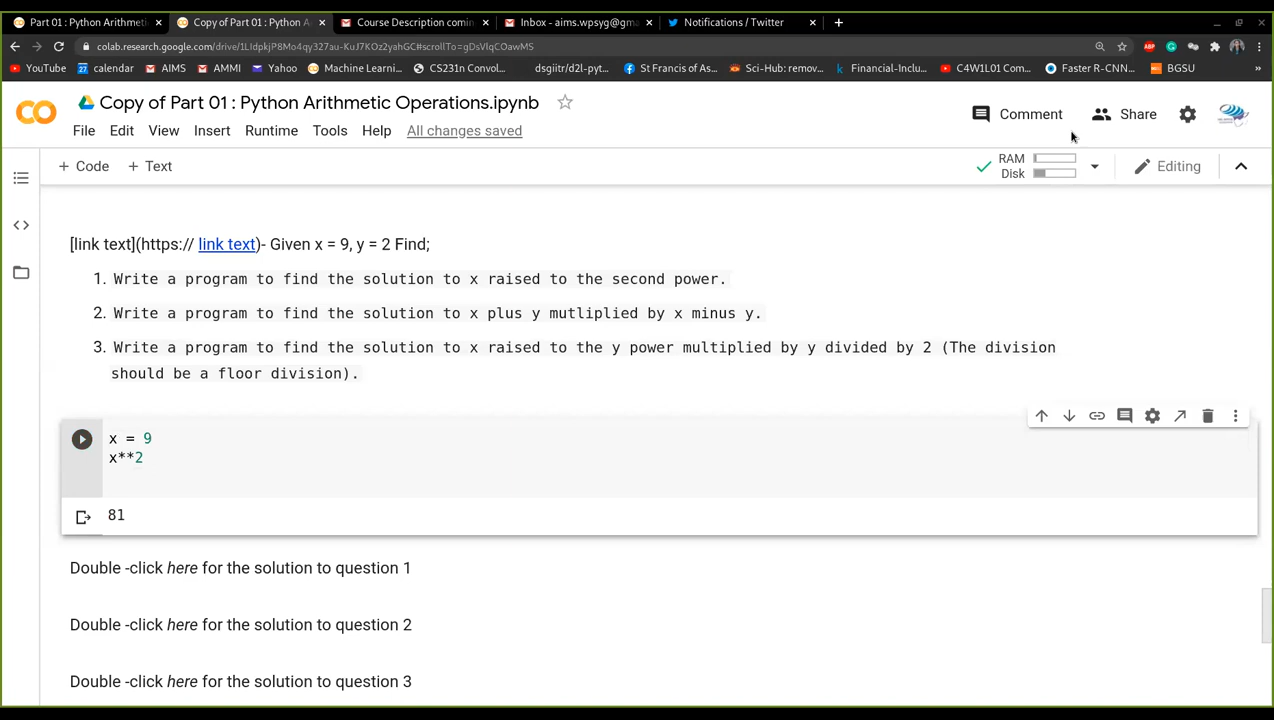 Part 01 : Python Arithmetic
Copy of Part 01 : Python A
Course Description comin
Inbox - aims.wpsyg@gma
Notifications / Twitter
colab.research.google.com/drive/1LIdpkjP8Mo4qy327au-KuJ7KOz2yahGC#scrollTo=gDsVlqCOawMS
YouTube
27 calendar
AIMS
AMMI
Yahoo
Machine Learni...
CS231n Convol...
dsgiitr/d2l-pyt...
St Francis of As...
Sci-Hub: remov...
Financial-Inclu...
C4W1L01 Com...
Faster R-CNN...
BGSU
»
CO
Copy of Part 01 : Python Arithmetic Operations.ipynb
Comment
Share
File Edit View Insert Runtime Tools Help All changes saved
+ Code + Text
RAM
Disk
Editing
[link text](https:// link text)- Given x = 9, y = 2 Find;
1. Write a program to find the solution to x raised to the second power.
2. Write a program to find the solution to x plus y mutliplied by x minus y.
3. Write a program to find the solution to x raised to the y power multiplied by y divided by 2 (The division
should be a floor division).
x = 9
x**2
81
Double -click here for the solution to question 1
Double -click here for the solution to question 2
Double -click here for the solution to question 3